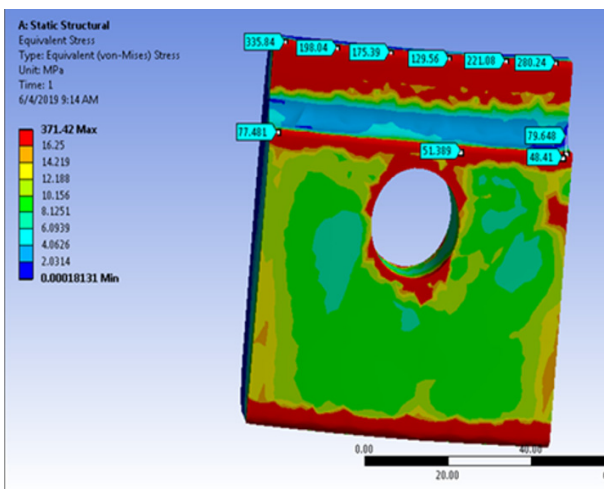 A: Static Structural
Equivalent Stress
Type: Equivalent (von-Mises) Stress
Unit: MPa
Time: 1
6/4/2019 9:14 AM
371.42 Max
16.25
14.219
12.188
10.156
8.1251
6.0939
4.0626
2.0314
0.00018131 Min
335.84
198.04
175.39
129.56
221.08
280.24
77.481
79.648
51.389
48.41
0.00
40.00
20.00